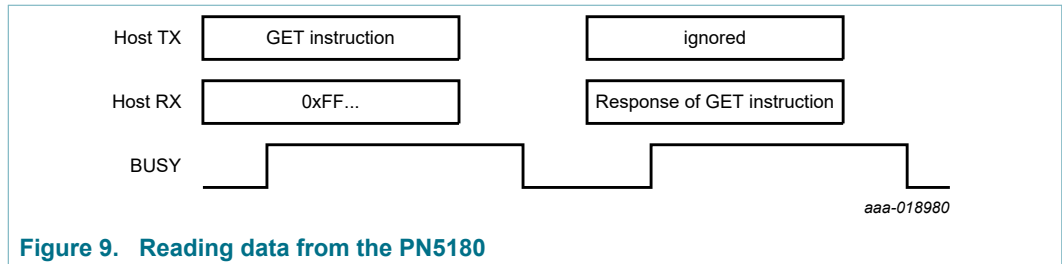 Host TX GET instruction ignored
Host RX 0xFF... Response of GET instruction
BUSY
aaa-018980
Figure 9. Reading data from the PN5180